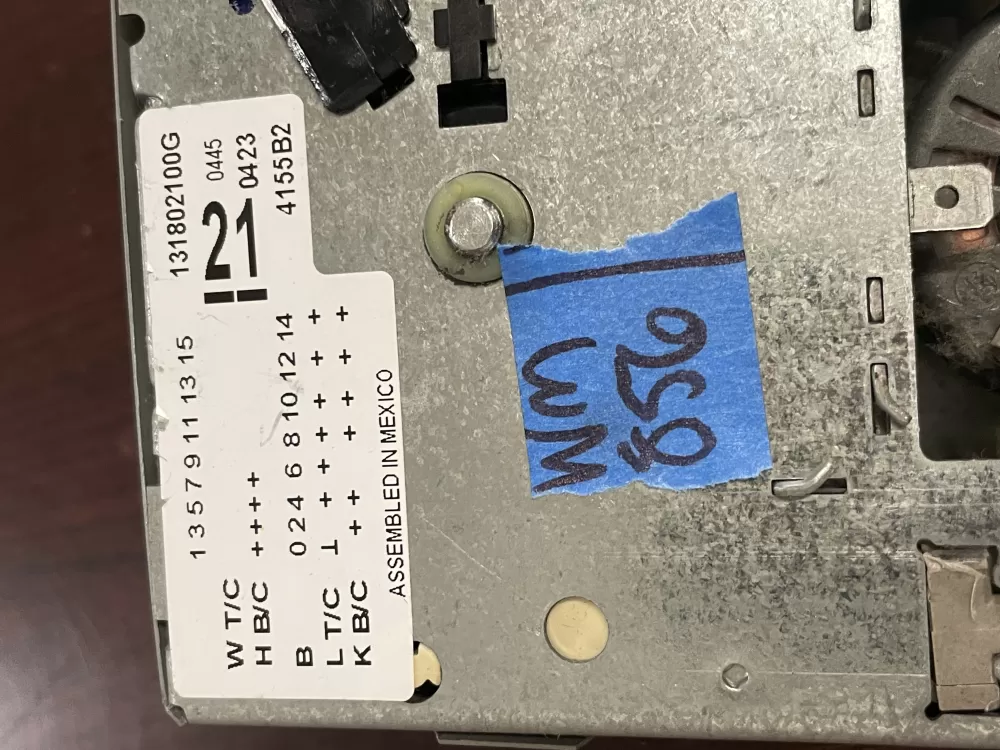 131802100G
21 0445
0423
4155B2
1 3 5 7 9 11 13 15
W T/C
H B/C + + + +
B 0 2 4 6 8 10 12 14
L T/C ⊥ + + + + + +
K B/C + + + + + +
ASSEMBLED IN MEXICO
WM
856